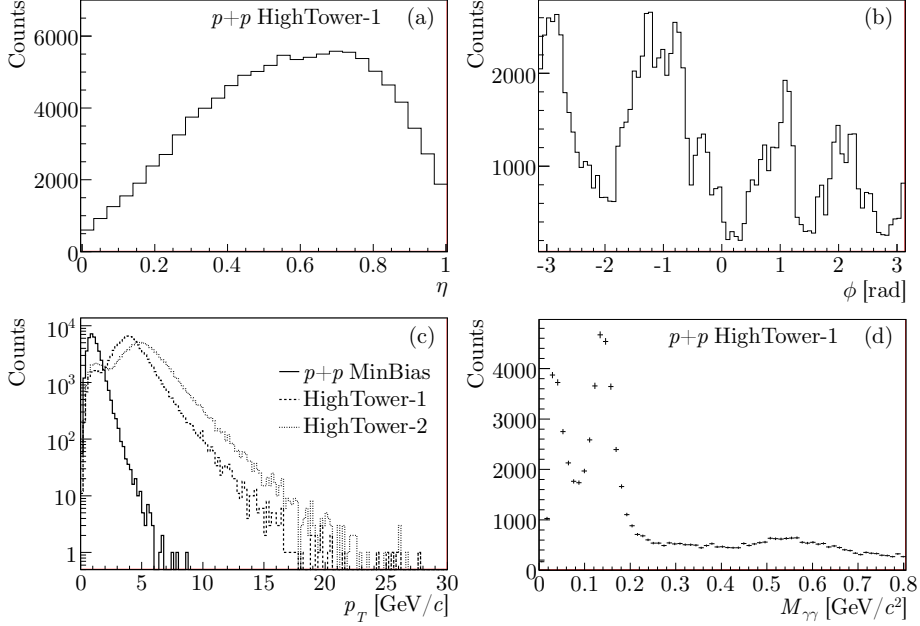 p+p HighTower-1 (a)
Counts
6000
4000
2000
0
0 0.2 0.4 0.6 0.8 1
η
(b)
Counts
2000
1000
-3 -2 -1 0 1 2 3
ϕ [rad]
(c)
Counts
10⁴
10³
10²
10
1
p+p MinBias
HighTower-1
HighTower-2
0 5 10 15 20 25 30
p_T [GeV/c]
p+p HighTower-1 (d)
Counts
4000
3000
2000
1000
0
0 0.1 0.2 0.3 0.4 0.5 0.6 0.7 0.8
M_γγ [GeV/c²]